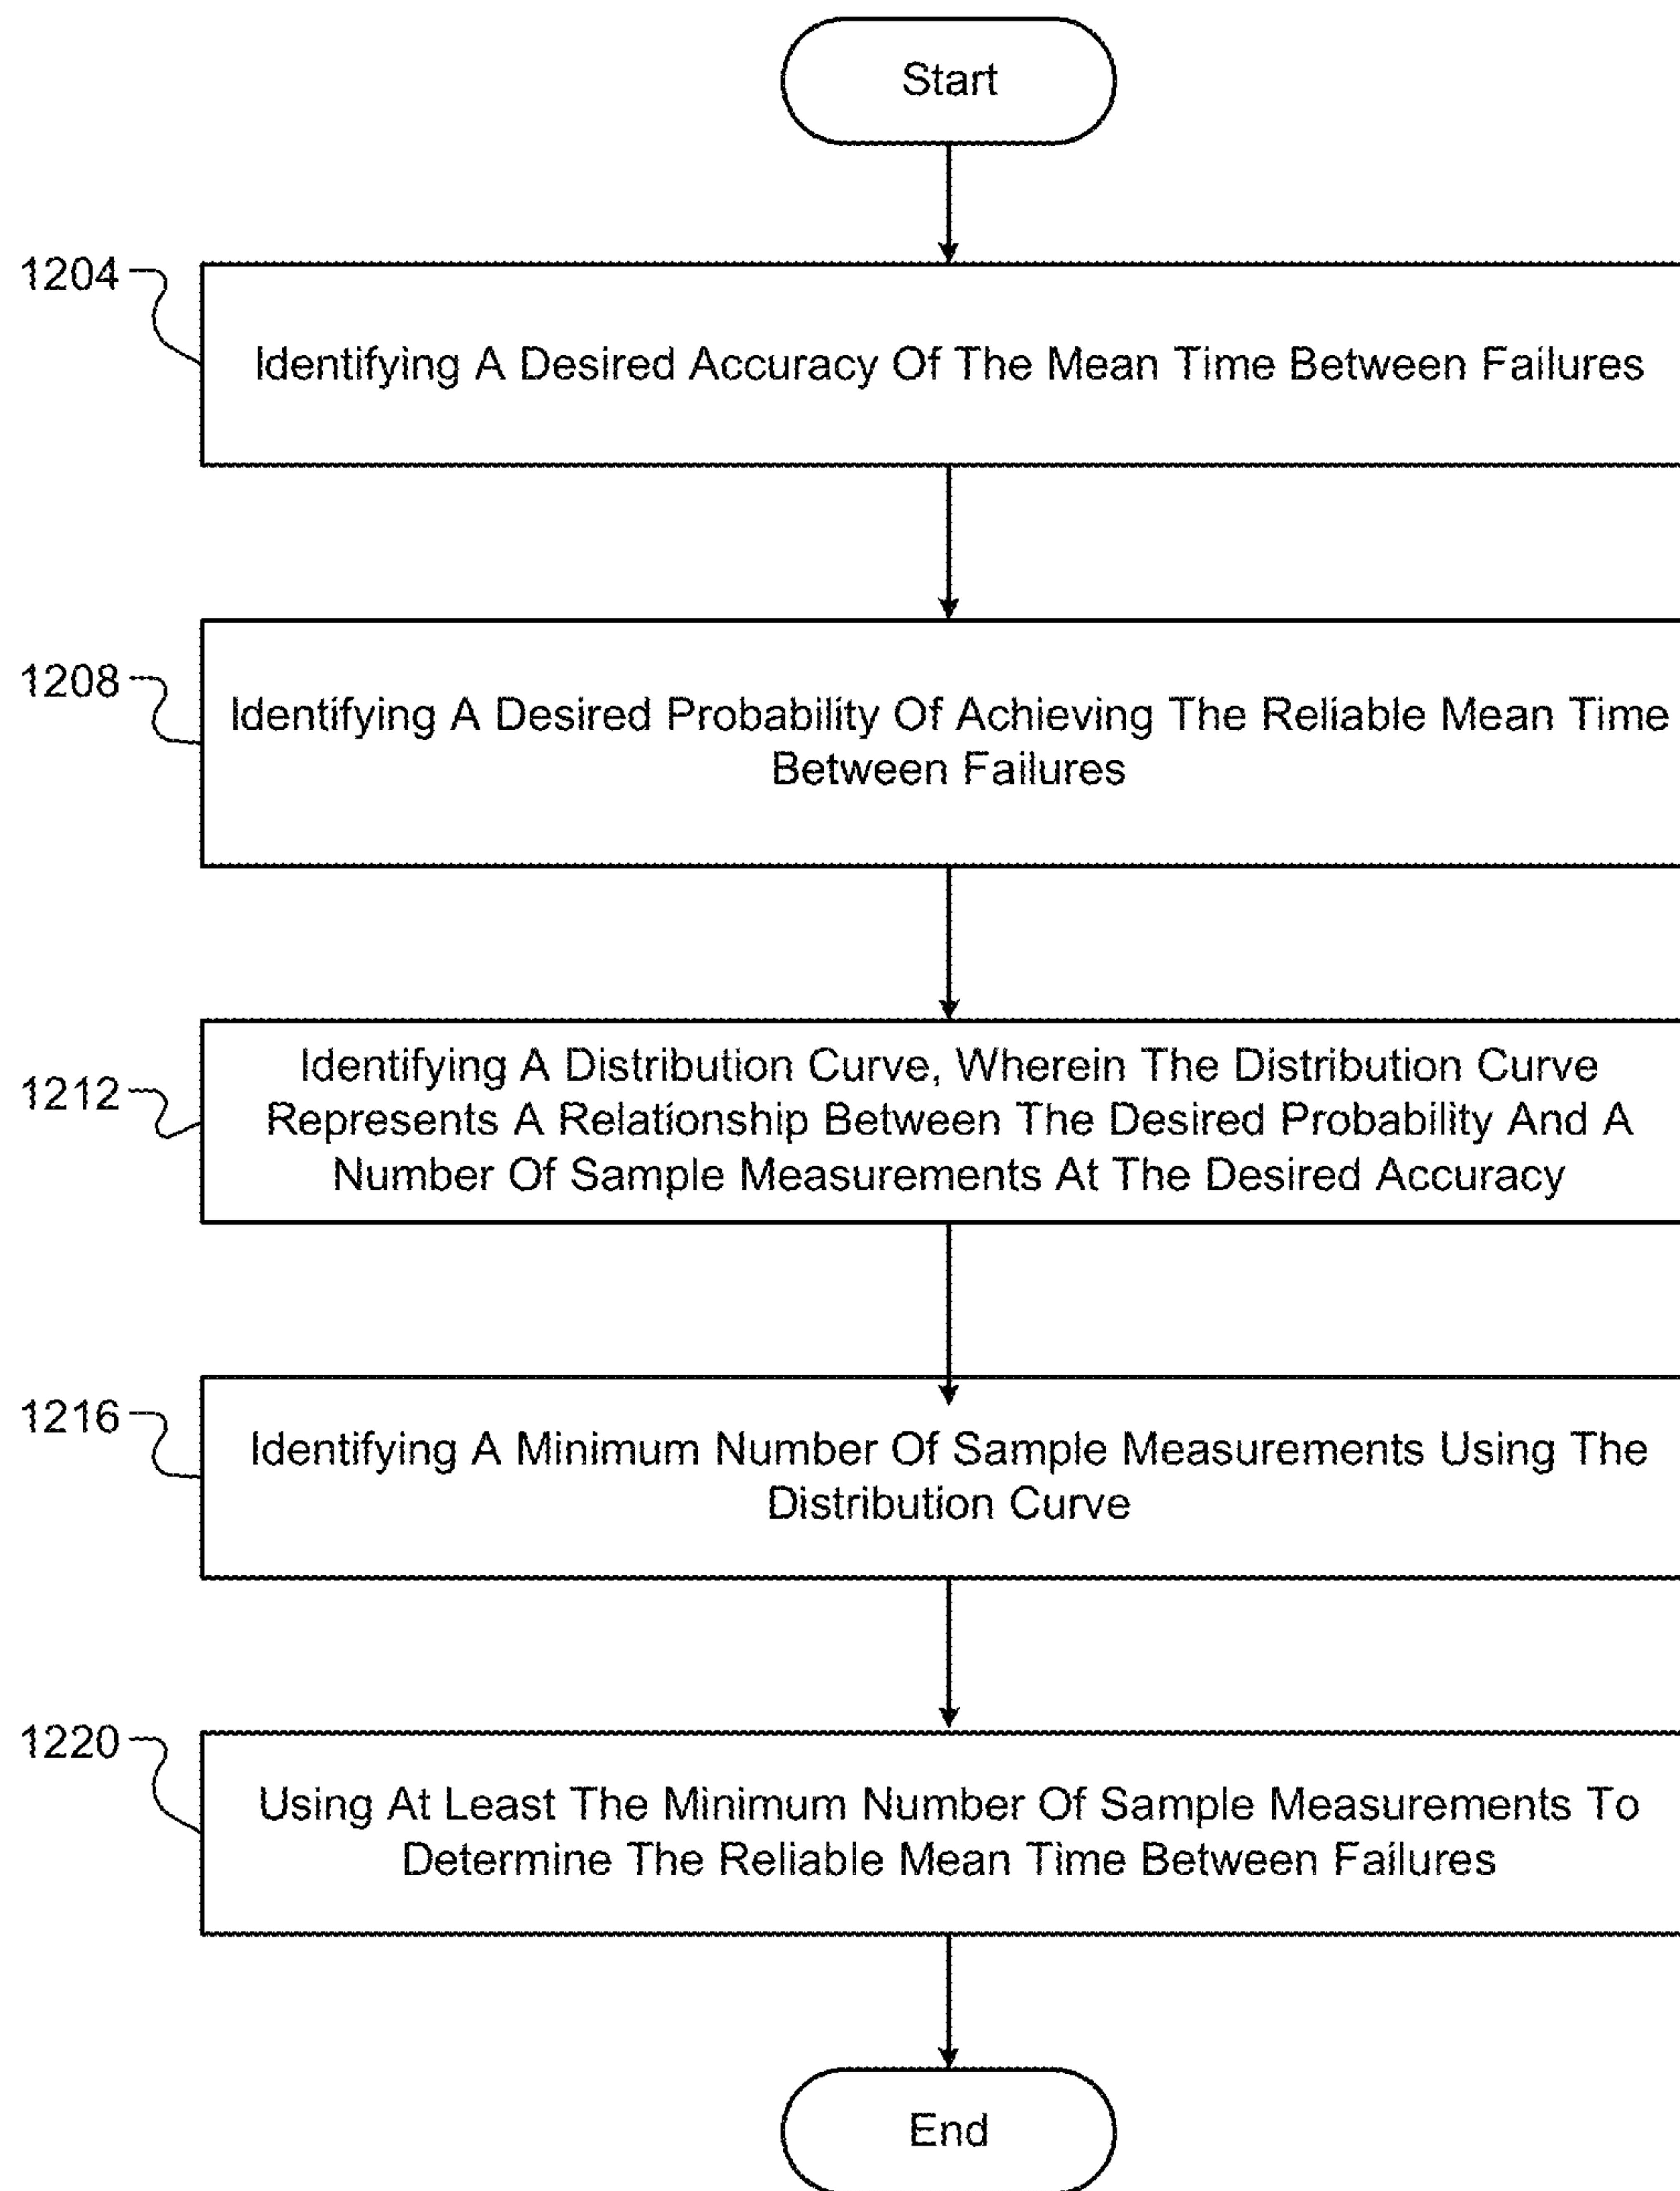 Start
1204
Identifying A Desired Accuracy Of The Mean Time Between Failures
1208
Identifying A Desired Probability Of Achieving The Reliable Mean Time
Between Failures
1212
Identifying A Distribution Curve, Wherein The Distribution Curve
Represents A Relationship Between The Desired Probability And A
Number Of Sample Measurements At The Desired Accuracy
1216
Identifying A Minimum Number Of Sample Measurements Using The
Distribution Curve
1220
Using At Least The Minimum Number Of Sample Measurements To
Determine The Reliable Mean Time Between Failures
End